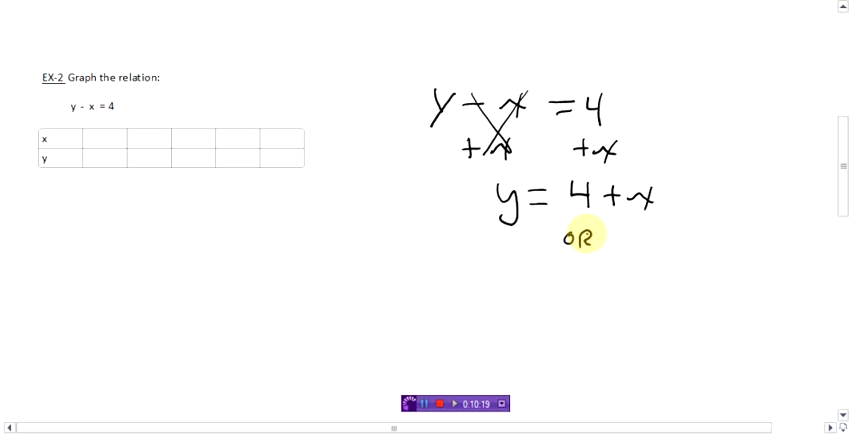 EX-2 Graph the relation:
y - x = 4
x
y
y - x = 4
+x +x
y = 4 + x
OR
0:10:19